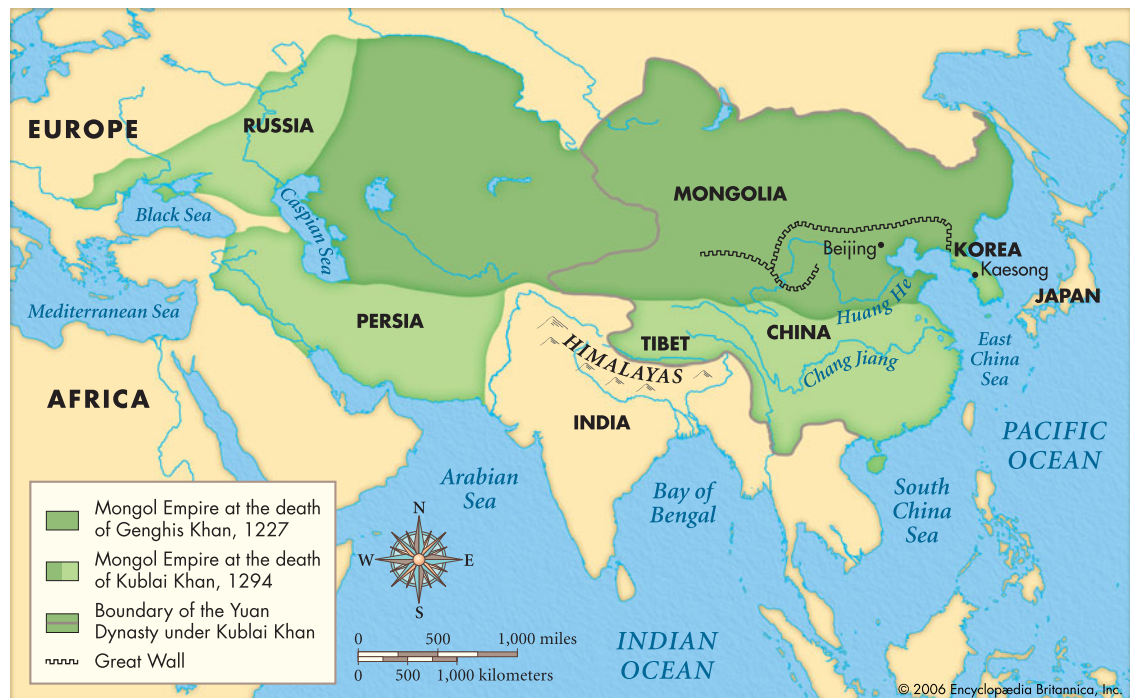 EUROPE
RUSSIA
MONGOLIA
Black Sea
Caspian Sea
Beijing
KOREA
Kaesong
JAPAN
Mediterranean Sea
PERSIA
Huang He
TIBET
CHINA
HIMALAYAS
Chang Jiang
East
China
Sea
AFRICA
INDIA
PACIFIC
OCEAN
Arabian
Sea
Bay of
Bengal
South
China
Sea
Mongol Empire at the death
of Genghis Khan, 1227
Mongol Empire at the death
of Kublai Khan, 1294
Boundary of the Yuan
Dynasty under Kublai Khan
Great Wall
N
W E
S
0 500 1,000 miles
0 500 1,000 kilometers
INDIAN
OCEAN
© 2006 Encyclopædia Britannica, Inc.